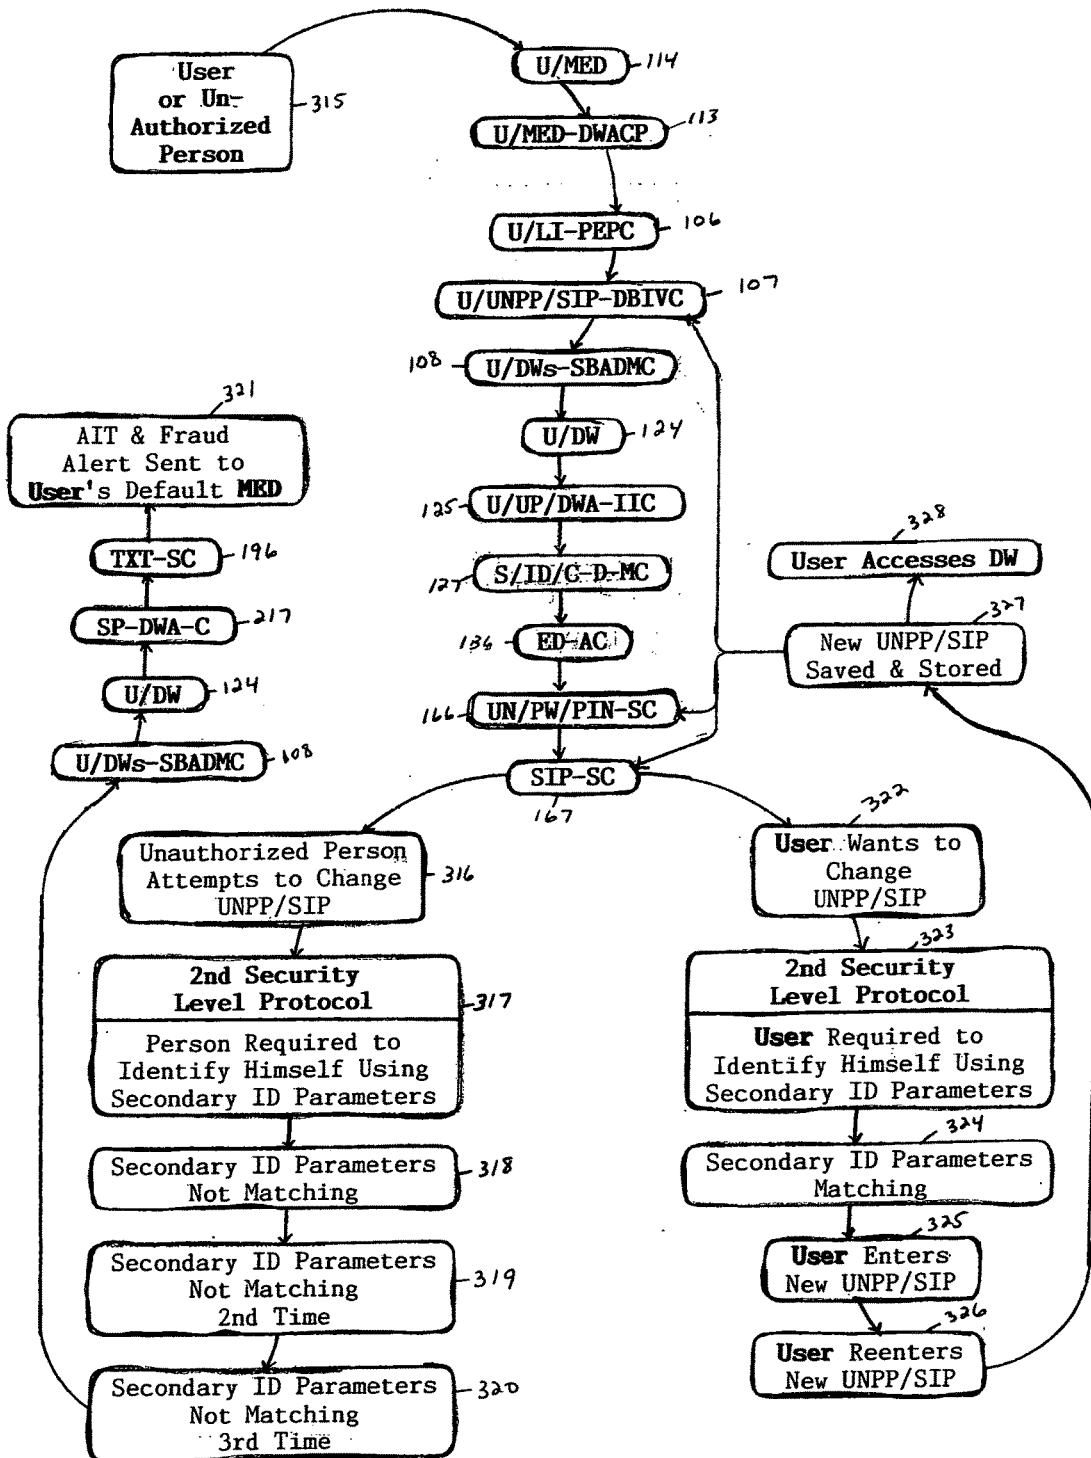 User
or Un-
Authorized
Person
315
U/MED
114
U/MED-DWACP
113
U/LI-PEPC
106
U/UNPP/SIP-DBIVC
107
108
U/DWs-SBADMC
U/DW
124
125
U/UP/DWA-IIC
127
S/ID/C-D-MC
136
ED-AC
166
UN/PW/PIN-SC
SIP-SC
167
321
AIT & Fraud
Alert Sent to
User's Default MED
TXT-SC
196
SP-DWA-C
217
U/DW
124
U/DWs-SBADMC
108
328
User Accesses DW
327
New UNPP/SIP
Saved & Stored
Unauthorized Person
Attempts to Change
UNPP/SIP
316
2nd Security
Level Protocol
317
Person Required to
Identify Himself Using
Secondary ID Parameters
Secondary ID Parameters
Not Matching
318
Secondary ID Parameters
Not Matching
2nd Time
319
Secondary ID Parameters
Not Matching
3rd Time
320
322
User Wants to
Change
UNPP/SIP
323
2nd Security
Level Protocol
User Required to
Identify Himself Using
Secondary ID Parameters
324
Secondary ID Parameters
Matching
325
User Enters
New UNPP/SIP
326
User Reenters
New UNPP/SIP